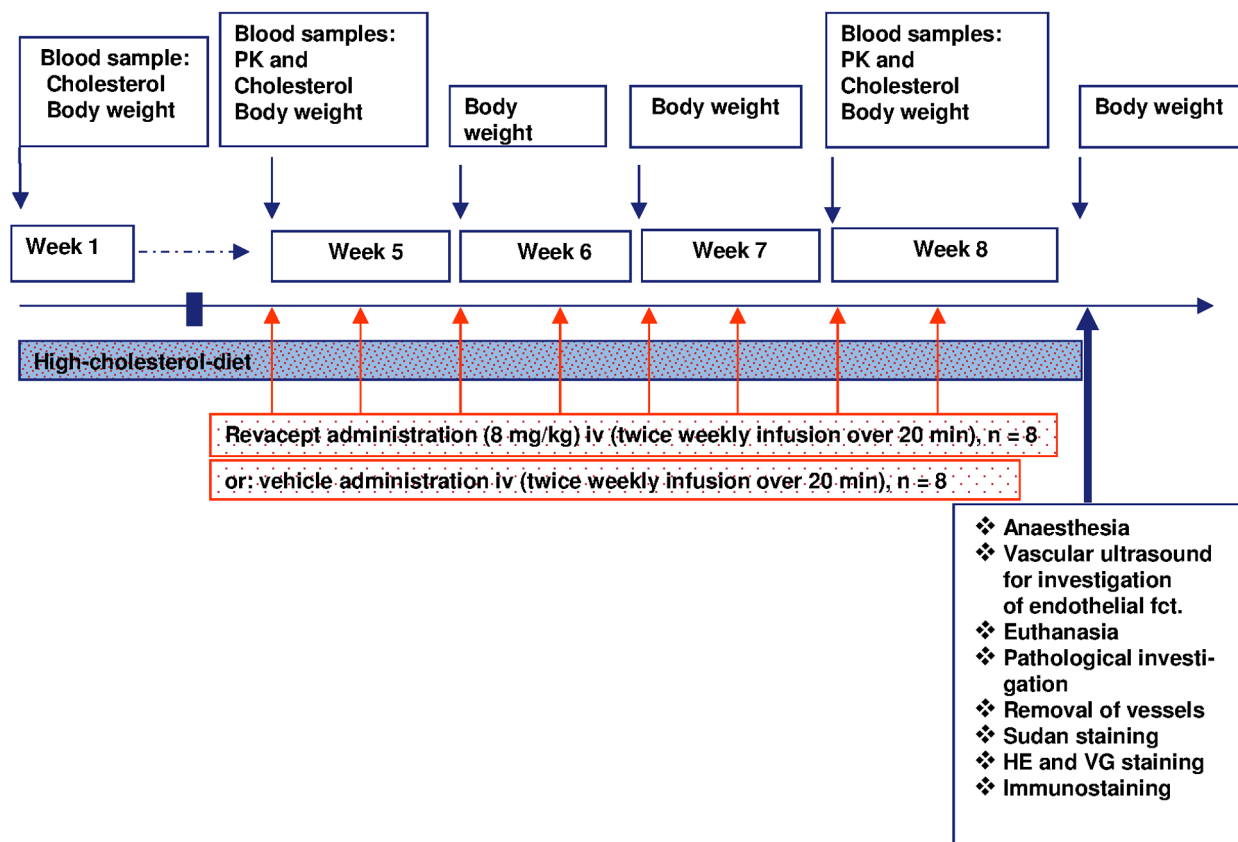 Blood sample:
Cholesterol
Body weight
Blood samples:
PK and
Cholesterol
Body weight
Body
weight
Body weight
Blood samples:
PK and
Cholesterol
Body weight
Body weight
Week 1
Week 5
Week 6
Week 7
Week 8
High-cholesterol-diet
Revacept administration (8 mg/kg) iv (twice weekly infusion over 20 min), n = 8
or: vehicle administration iv (twice weekly infusion over 20 min), n = 8
❖ Anaesthesia
❖ Vascular ultrasound
for investigation
of endothelial fct.
❖ Euthanasia
❖ Pathological investi-
gation
❖ Removal of vessels
❖ Sudan staining
❖ HE and VG staining
❖ Immunostaining